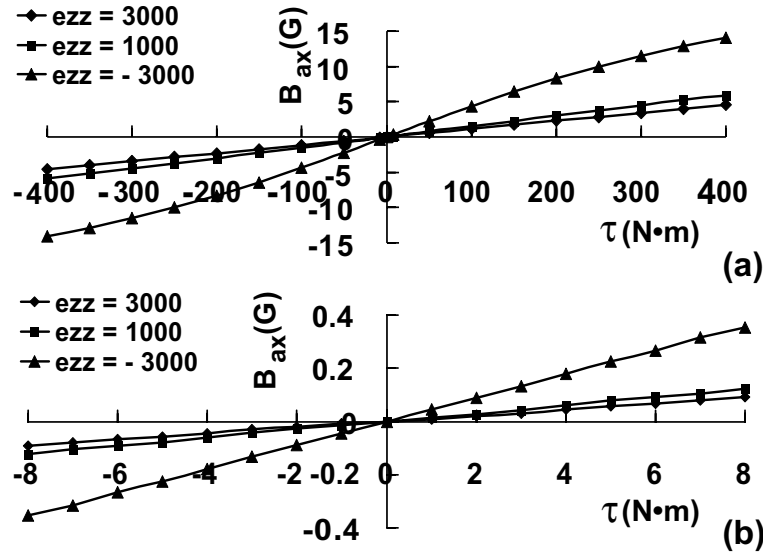 ezz = 3000
ezz = 1000
ezz = - 3000
B ax (G)
15
10
5
0
-5
-10
-15
-400 -300 -200 -100 0 100 200 300 400
τ (N•m)
(a)
ezz = 3000
ezz = 1000
ezz = - 3000
B ax (G)
0.4
0.2
0
-0.2
-0.4
-8 -6 -4 -2 0 2 4 6 8
τ (N•m)
(b)